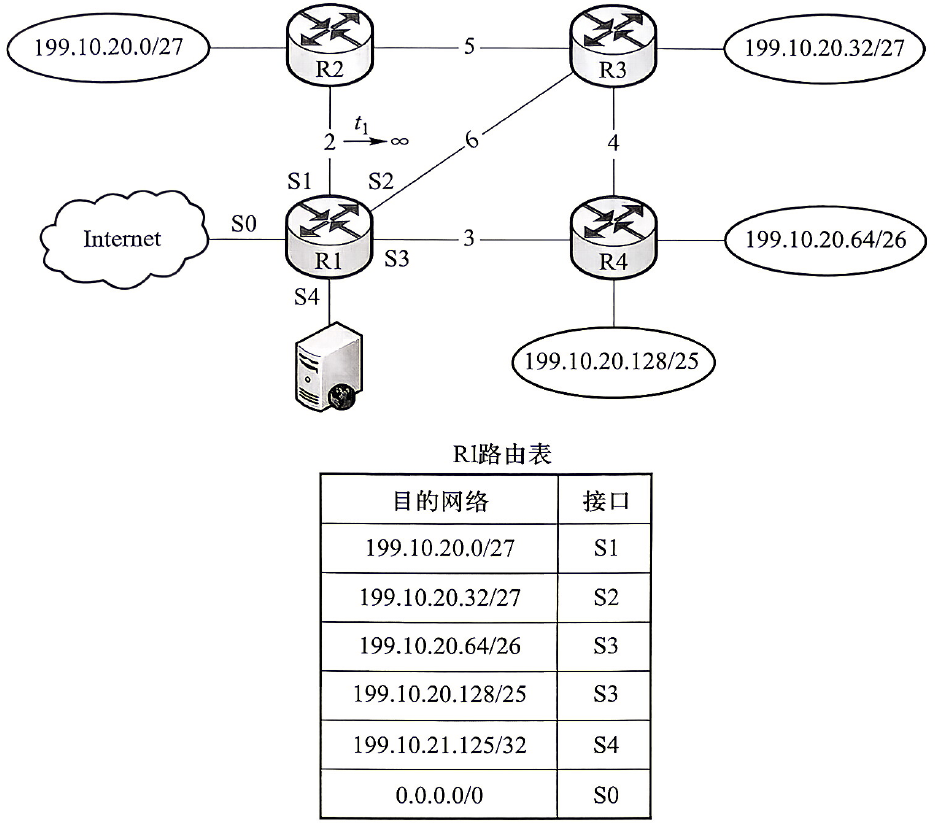 199.10.20.0/27
R2
5
R3
199.10.20.32/27
2
t1
∞
6
4
S1
S2
Internet
S0
R1
3
S3
R4
199.10.20.64/26
S4
199.10.20.128/25
R1路由表
目的网络 接口
199.10.20.0/27 S1
199.10.20.32/27 S2
199.10.20.64/26 S3
199.10.20.128/25 S3
199.10.21.125/32 S4
0.0.0.0/0 S0